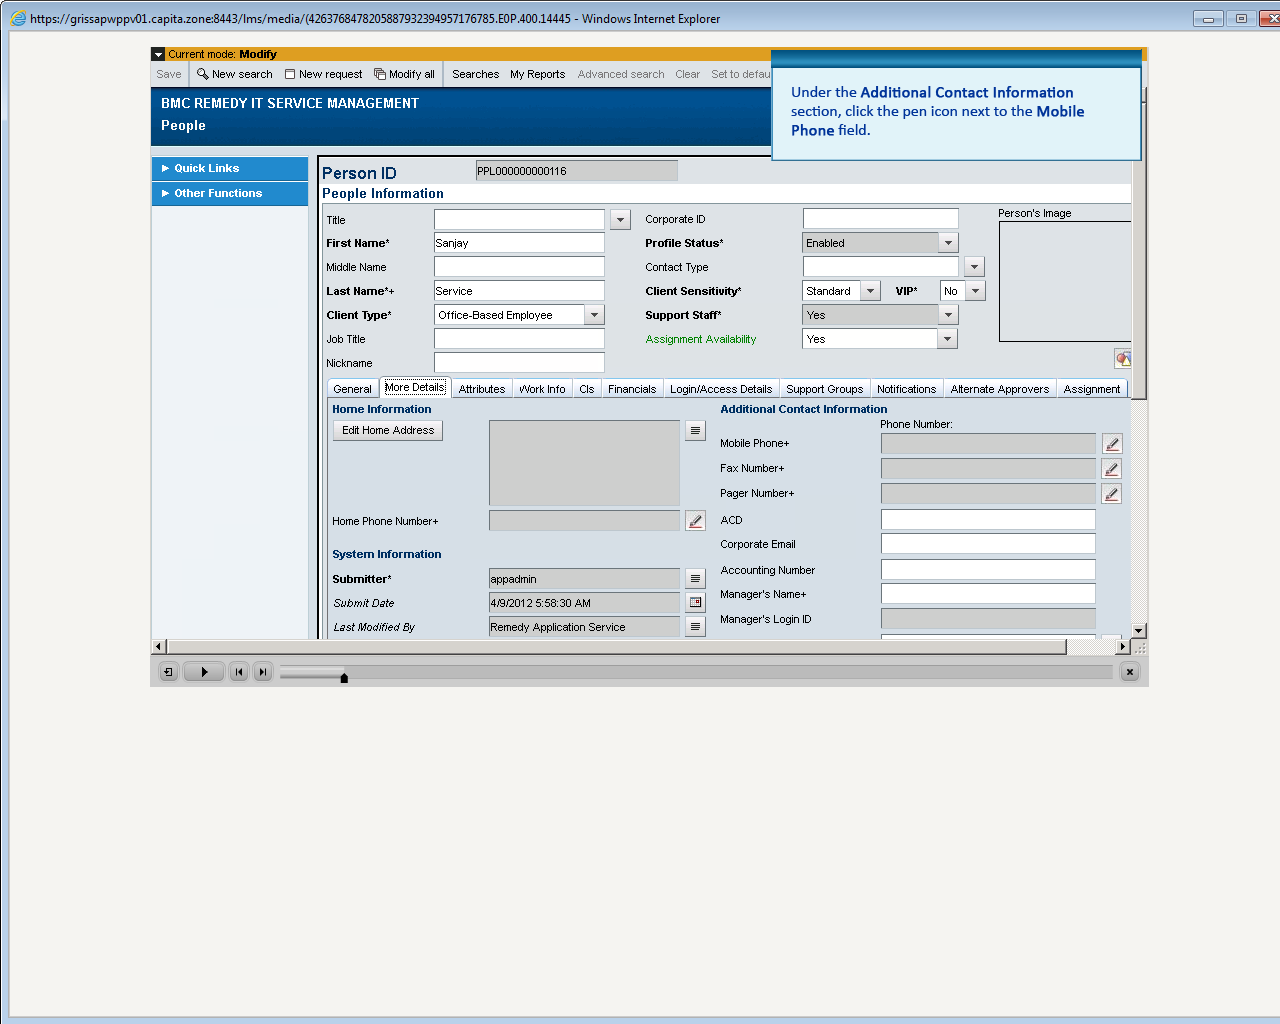 https://grissapwppv01.capita.zone:8443/lms/media/(4263768478205887932394957176785.E0P.400.14445 - Windows Internet Explorer
Current mode: Modify
Save New search New request Modify all Searches My Reports Advanced search Clear Set to defau
Under the Additional Contact Information
section, click the pen icon next to the Mobile
Phone field.
BMC REMEDY IT SERVICE MANAGEMENT
People
Quick Links
Other Functions
Person ID PPL000000000116
People Information
Title Corporate ID Person's Image
First Name* Sanjay Profile Status* Enabled
Middle Name Contact Type
Last Name*+ Service Client Sensitivity* Standard VIP* No
Client Type* Office-Based Employee Support Staff* Yes
Job Title Assignment Availability Yes
Nickname
General More Details Attributes Work Info CIs Financials Login/Access Details Support Groups Notifications Alternate Approvers Assignment
Home Information
Edit Home Address
Home Phone Number+
System Information
Submitter* appadmin
Submit Date 4/9/2012 5:58:30 AM
Last Modified By Remedy Application Service
Additional Contact Information
Phone Number:
Mobile Phone+
Fax Number+
Pager Number+
ACD
Corporate Email
Accounting Number
Manager's Name+
Manager's Login ID